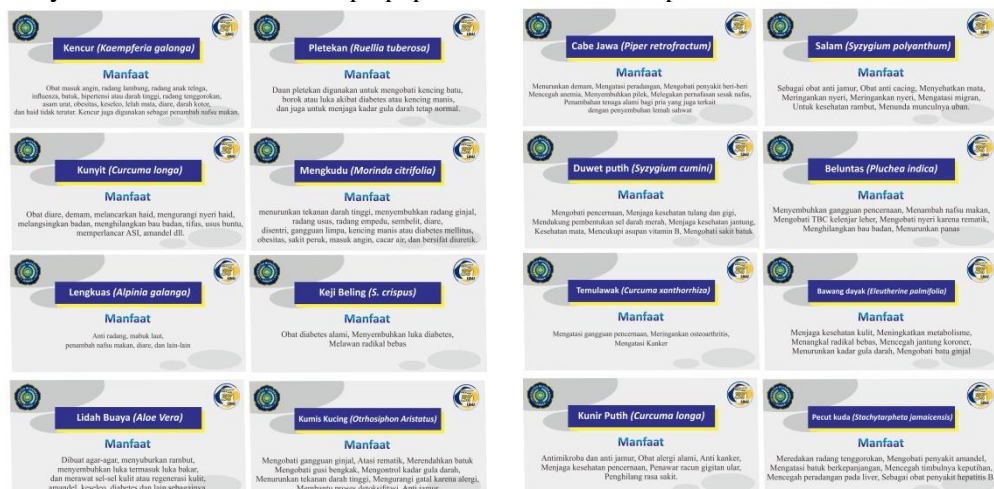 Kencur (Kaempferia galanga)
Manfaat
Obat masuk angin, radang lambung, radang anak telnga,
influenza, batuk, hipertensi atau darah tinggi, radang tenggorokan,
asam urat, obesitas, keseleo, lelah mata, diare, darah kotor,
dan haid tidak teratur. Kencur juga digunakan sebagai penambah nafsu makan.
Pletekan (Ruellia tuberosa)
Manfaat
Daun pletekan digunakan untuk mengobati kencing batu,
borok atau luka akibat diabetes atau kencing manis,
dan juga untuk menjaga kadar gula darah tetap normal.
Cabe Jawa (Piper retrofractum)
Manfaat
Menurunkan demam, Mengatasi peradangan, Mengobati penyakit beri-beri
Mencegah anemia, Menyembuhkan pilek, Melegakan pernafisan sesak nafas,
Penambahan tenaga alami bagi pria yang juga terkait
dengan penyembuhan lemah sahwat
Salam (Syzygium polyanthum)
Manfaat
Sebagai obat anti jamur, Obat anti cacing, Menyehatkan mata,
Meringankan nyeri, Meringankan nyeri, Mengatasi migran,
Untuk kesehatan rambut, Menunda munculnya uban.
Kunyit (Curcuma longa)
Manfaat
Obat diare, demam, melancarkan haid, mengurangi nyeri haid,
melangsingkan badan, menghilangkan bau badan, tifus, usus buntu,
memperlancar ASI, amandel dll.
Mengkudu (Morinda citrifolia)
Manfaat
menurunkan tekanan darah tinggi, menyembuhkan radang ginjal,
radang usus, radang empedu, sembelit, diare,
disentri, gangguan limpa, kencing manis atau diabetes mellitus,
obesitas, sakit peruk, masuk angin, cacar air, dan bersifat diuretik.
Duwet putih (Syzygium cumini)
Manfaat
Mengobati pencernaan, Menjaga kesehatan tulang dan gigi,
Mendukung pembentukan sel darah merah, Menjaga kesehatan jantung,
Kesehatan mata, Mencukupi asupan vitamin B, Mengobati sakit batuk
Beluntas (Pluchea indica)
Manfaat
Menyembuhkan gangguan pencernaan, Menambah nafsu makan,
Mengobati TBC kelenjar leher, Mengobati nyeri karena rematik,
Menghilangkan bau badan, Menurunkan panas
Lengkuas (Alpinia galanga)
Manfaat
Anti radang, mabuk laut,
penambah nafsu makan, diare, dan lain-lain
Keji Beling (S. crispus)
Manfaat
Obat diabetes alami, Menyembuhkan luka diabetes,
Melawan radikal bebas
Temulawak (Curcuma xanthorrhiza)
Manfaat
Mengatasi gangguan pencernaan, Meringankan osteoarthritis,
Mengatasi Kanker
Bawang dayak (Eleutherine palmifolia)
Manfaat
Menjaga kesehatan kulit, Meningkatkan metabolisme,
Menangkal radikal bebas, Mencegah jantung koroner,
Menurunkan kadar gula darah, Mengobati batu ginjal
Lidah Buaya (Aloe Vera)
Manfaat
Dibuat agar-agar, menyuburkan rambut,
menyembuhkan luka termasuk luka bakar,
dan merawat sel-sel kulit atau regenerasi kulit,
amandel, keseleo, diabetes dan lain sebagainya
Kumis Kucing (Otrhosiphon Aristatus)
Manfaat
Mengobati gangguan ginjal, Atasi rematik, Merendahkan batuk
Mengobati gusi bengkak, Mengontrol kadar gula darah,
Menurunkan tekanan darah tinggi, Mengurangi gatal karena alergi,
Membantu proses detoksifitasi, Anti jamur
Kunir Putih (Curcuma longa)
Manfaat
Antimikroba dan anti jamur, Obat alergi alami, Anti kanker,
Menjaga kesehatan pencernaan, Penawar racun gigitan ular,
Penghilang rasa sakit.
Pecut kuda (Stachytarpheta jamaicensis)
Manfaat
Meredakan radang tenggorokan, Mengobati penyakit amandel,
Mengatasi batuk berkepanjangan, Mencegah timbulnya keputihan,
Mencegah peradangan pada liver, Sebagai obat penyakit hepatitis B